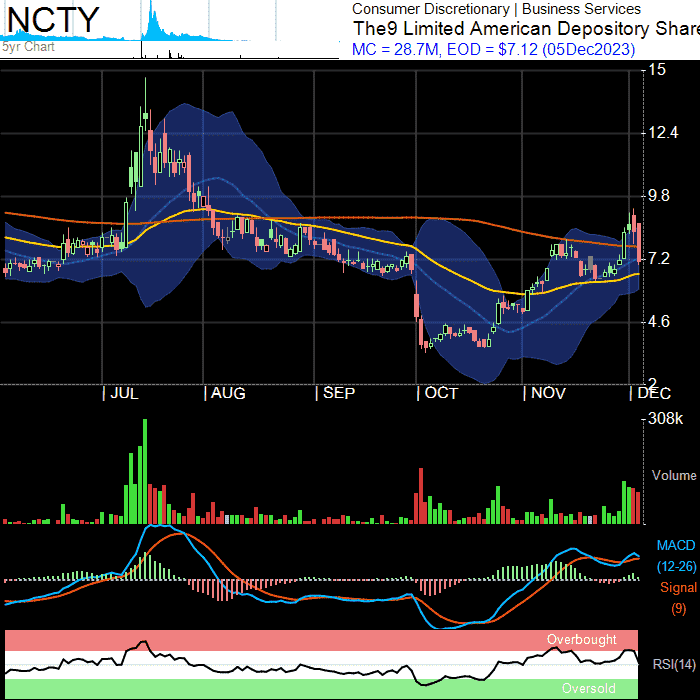 NCTY
5yr Chart
Consumer Discretionary | Business Services
The9 Limited American Depository Share
MC = 28.7M, EOD = $7.12 (05Dec2023)
15
12.4
9.8
7.2
4.6
2
| JUL | AUG | SEP | OCT | NOV | DEC
308k
Volume
MACD
(12-26)
Signal
(9)
Overbought
RSI(14)
Oversold